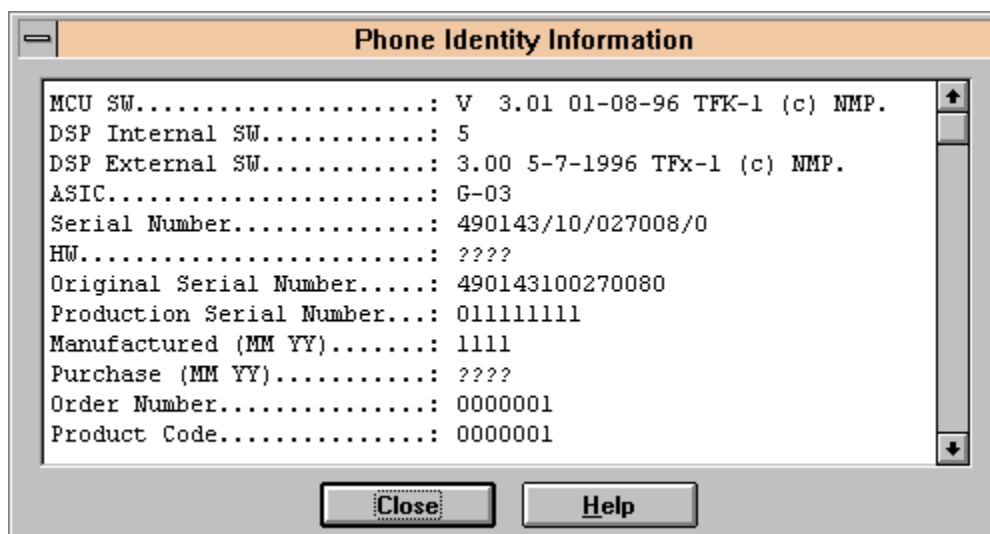 Phone Identity Information
MCU SW.....................: V  3.01 01-08-96 TFK-1 (c) NMP.
DSP Internal SW............: 5
DSP External SW............: 3.00 5-7-1996 TFx-1 (c) NMP.
ASIC.......................: G-03
Serial Number..............: 490143/10/027008/0
HW.........................: ????
Original Serial Number.....: 490143100270080
Production Serial Number...: 011111111
Manufactured (MM YY).......: 1111
Purchase (MM YY)...........: ????
Order Number...............: 0000001
Product Code...............: 0000001
Close
Help